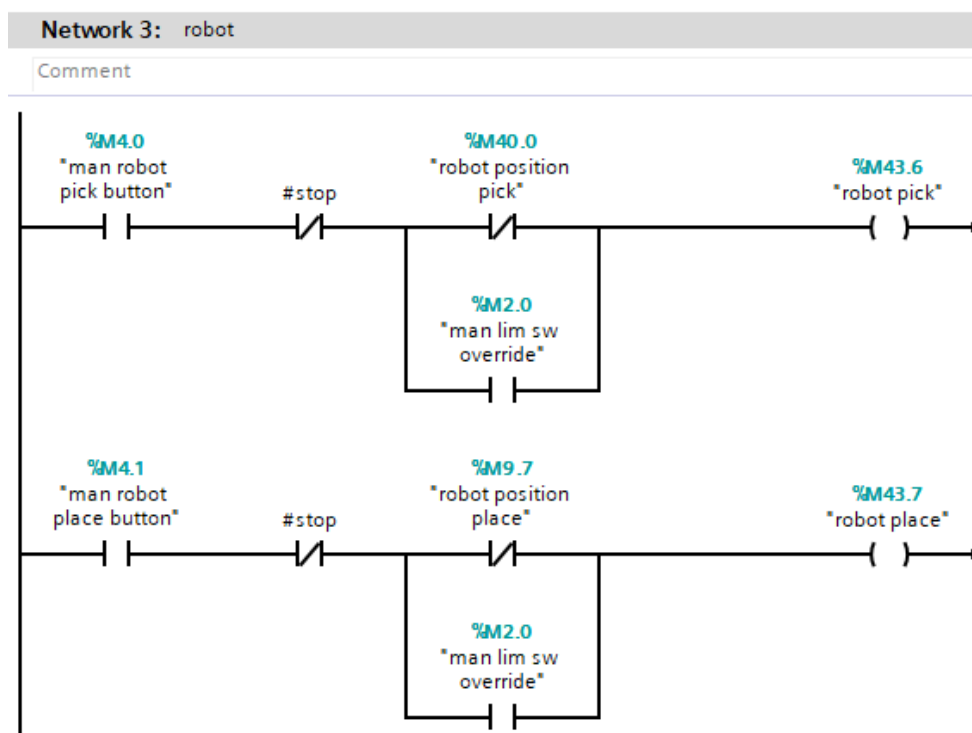 Network 3: robot
Comment
%M4.0
"man robot
pick button"
#stop
%M40.0
"robot position
pick"
%M43.6
"robot pick"
%M2.0
"man lim sw
override"
%M4.1
"man robot
place button"
#stop
%M9.7
"robot position
place"
%M43.7
"robot place"
%M2.0
"man lim sw
override"